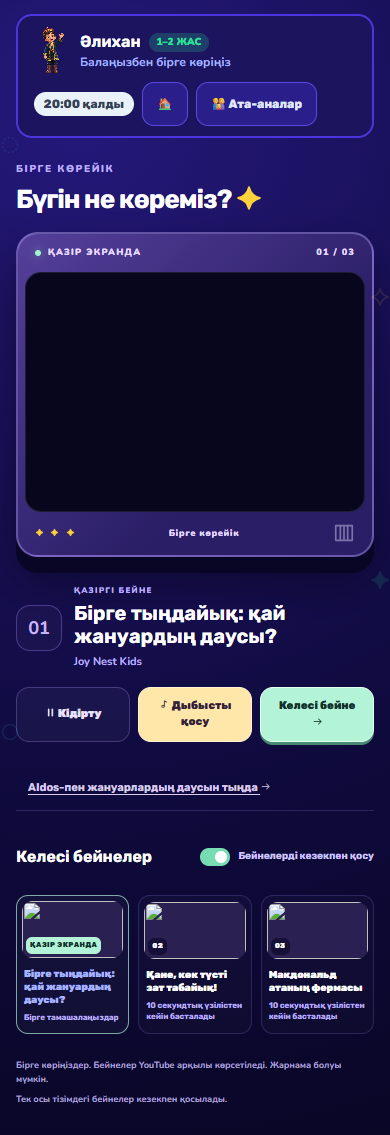 Әлихан 1–2 ЖАС
Балаңызбен бірге көріңіз
20:00 қалды
Ата-аналар
БІРГЕ КӨРЕЙІК
Бүгін не көреміз?
ҚАЗІР ЭКРАНДА 01 / 03
Бірге көрейік
ҚАЗІРГІ БЕЙНЕ
01
Бірге тыңдайық: қай
жануардың даусы?
Joy Nest Kids
Кідірту
Дыбысты
қосу
Келесі бейне
→
Aldos-пен жануарлардың даусын тыңда →
Келесі бейнелер
Бейнелерді кезекпен қосу
ҚАЗІР ЭКРАНДА
Бірге тыңдайық:
қай жануардың
даусы?
Бірге тамашалаңыздар
02
Қане, көк түсті
зат табайық!
10 секундтық үзілістен
кейін басталады
03
Макдональд
атаның фермасы
10 секундтық үзілістен
кейін басталады
Бірге көріңіздер. Бейнелер YouTube арқылы көрсетіледі. Жарнама болуы
мүмкін.
Тек осы тізімдегі бейнелер кезекпен қосылады.